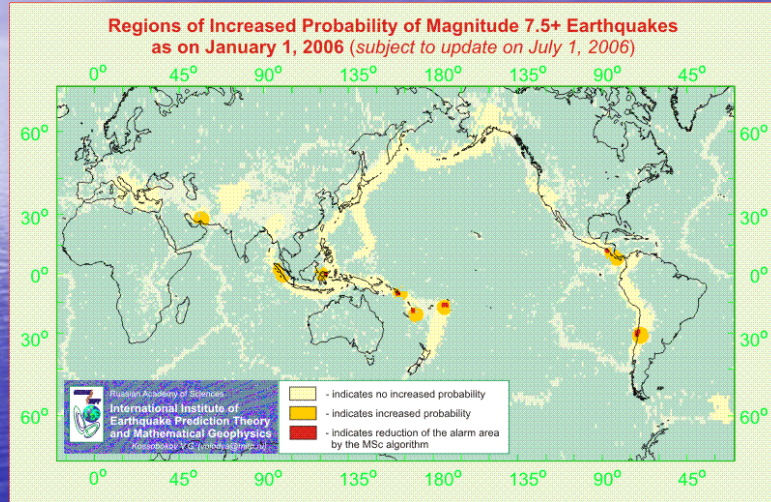 Regions of Increased Probability of Magnitude 7.5+ Earthquakes
as on January 1, 2006 (subject to update on July 1, 2006)
0° 45° 90° 135° 180° 135° 90° 45°
60° 60°
30° 30°
0° 0°
30° 30°
60° 60°
Russian Academy of Sciences
International Institute of
Earthquake Prediction Theory
and Mathematical Geophysics
Kossobokov V.G.
- indicates no increased probability
- indicates increased probability
- indicates reduction of the alarm area
by the MSc algorithm
0° 45° 90° 135° 180° 135° 90° 45°